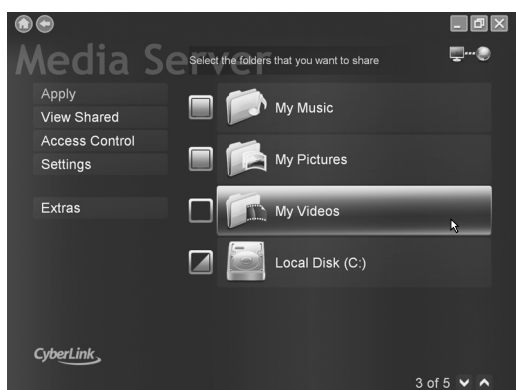 Media Server
Select the folders that you want to share
Apply
View Shared
Access Control
Settings
Extras
My Music
My Pictures
My Videos
Local Disk (C:)
CyberLink
3 of 5